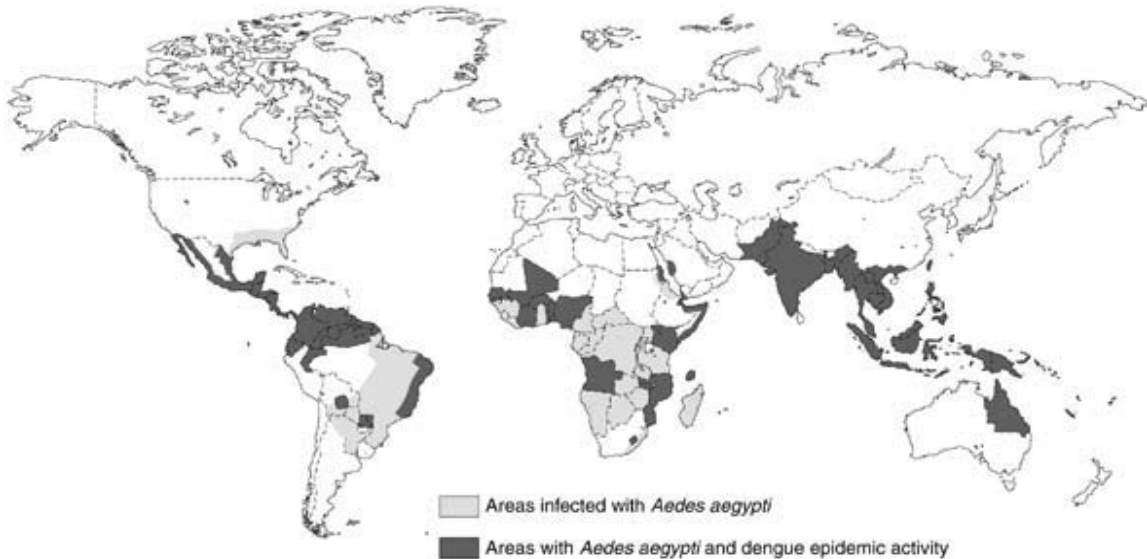 Areas infected with Aedes aegypti
Areas with Aedes aegypti and dengue epidemic activity